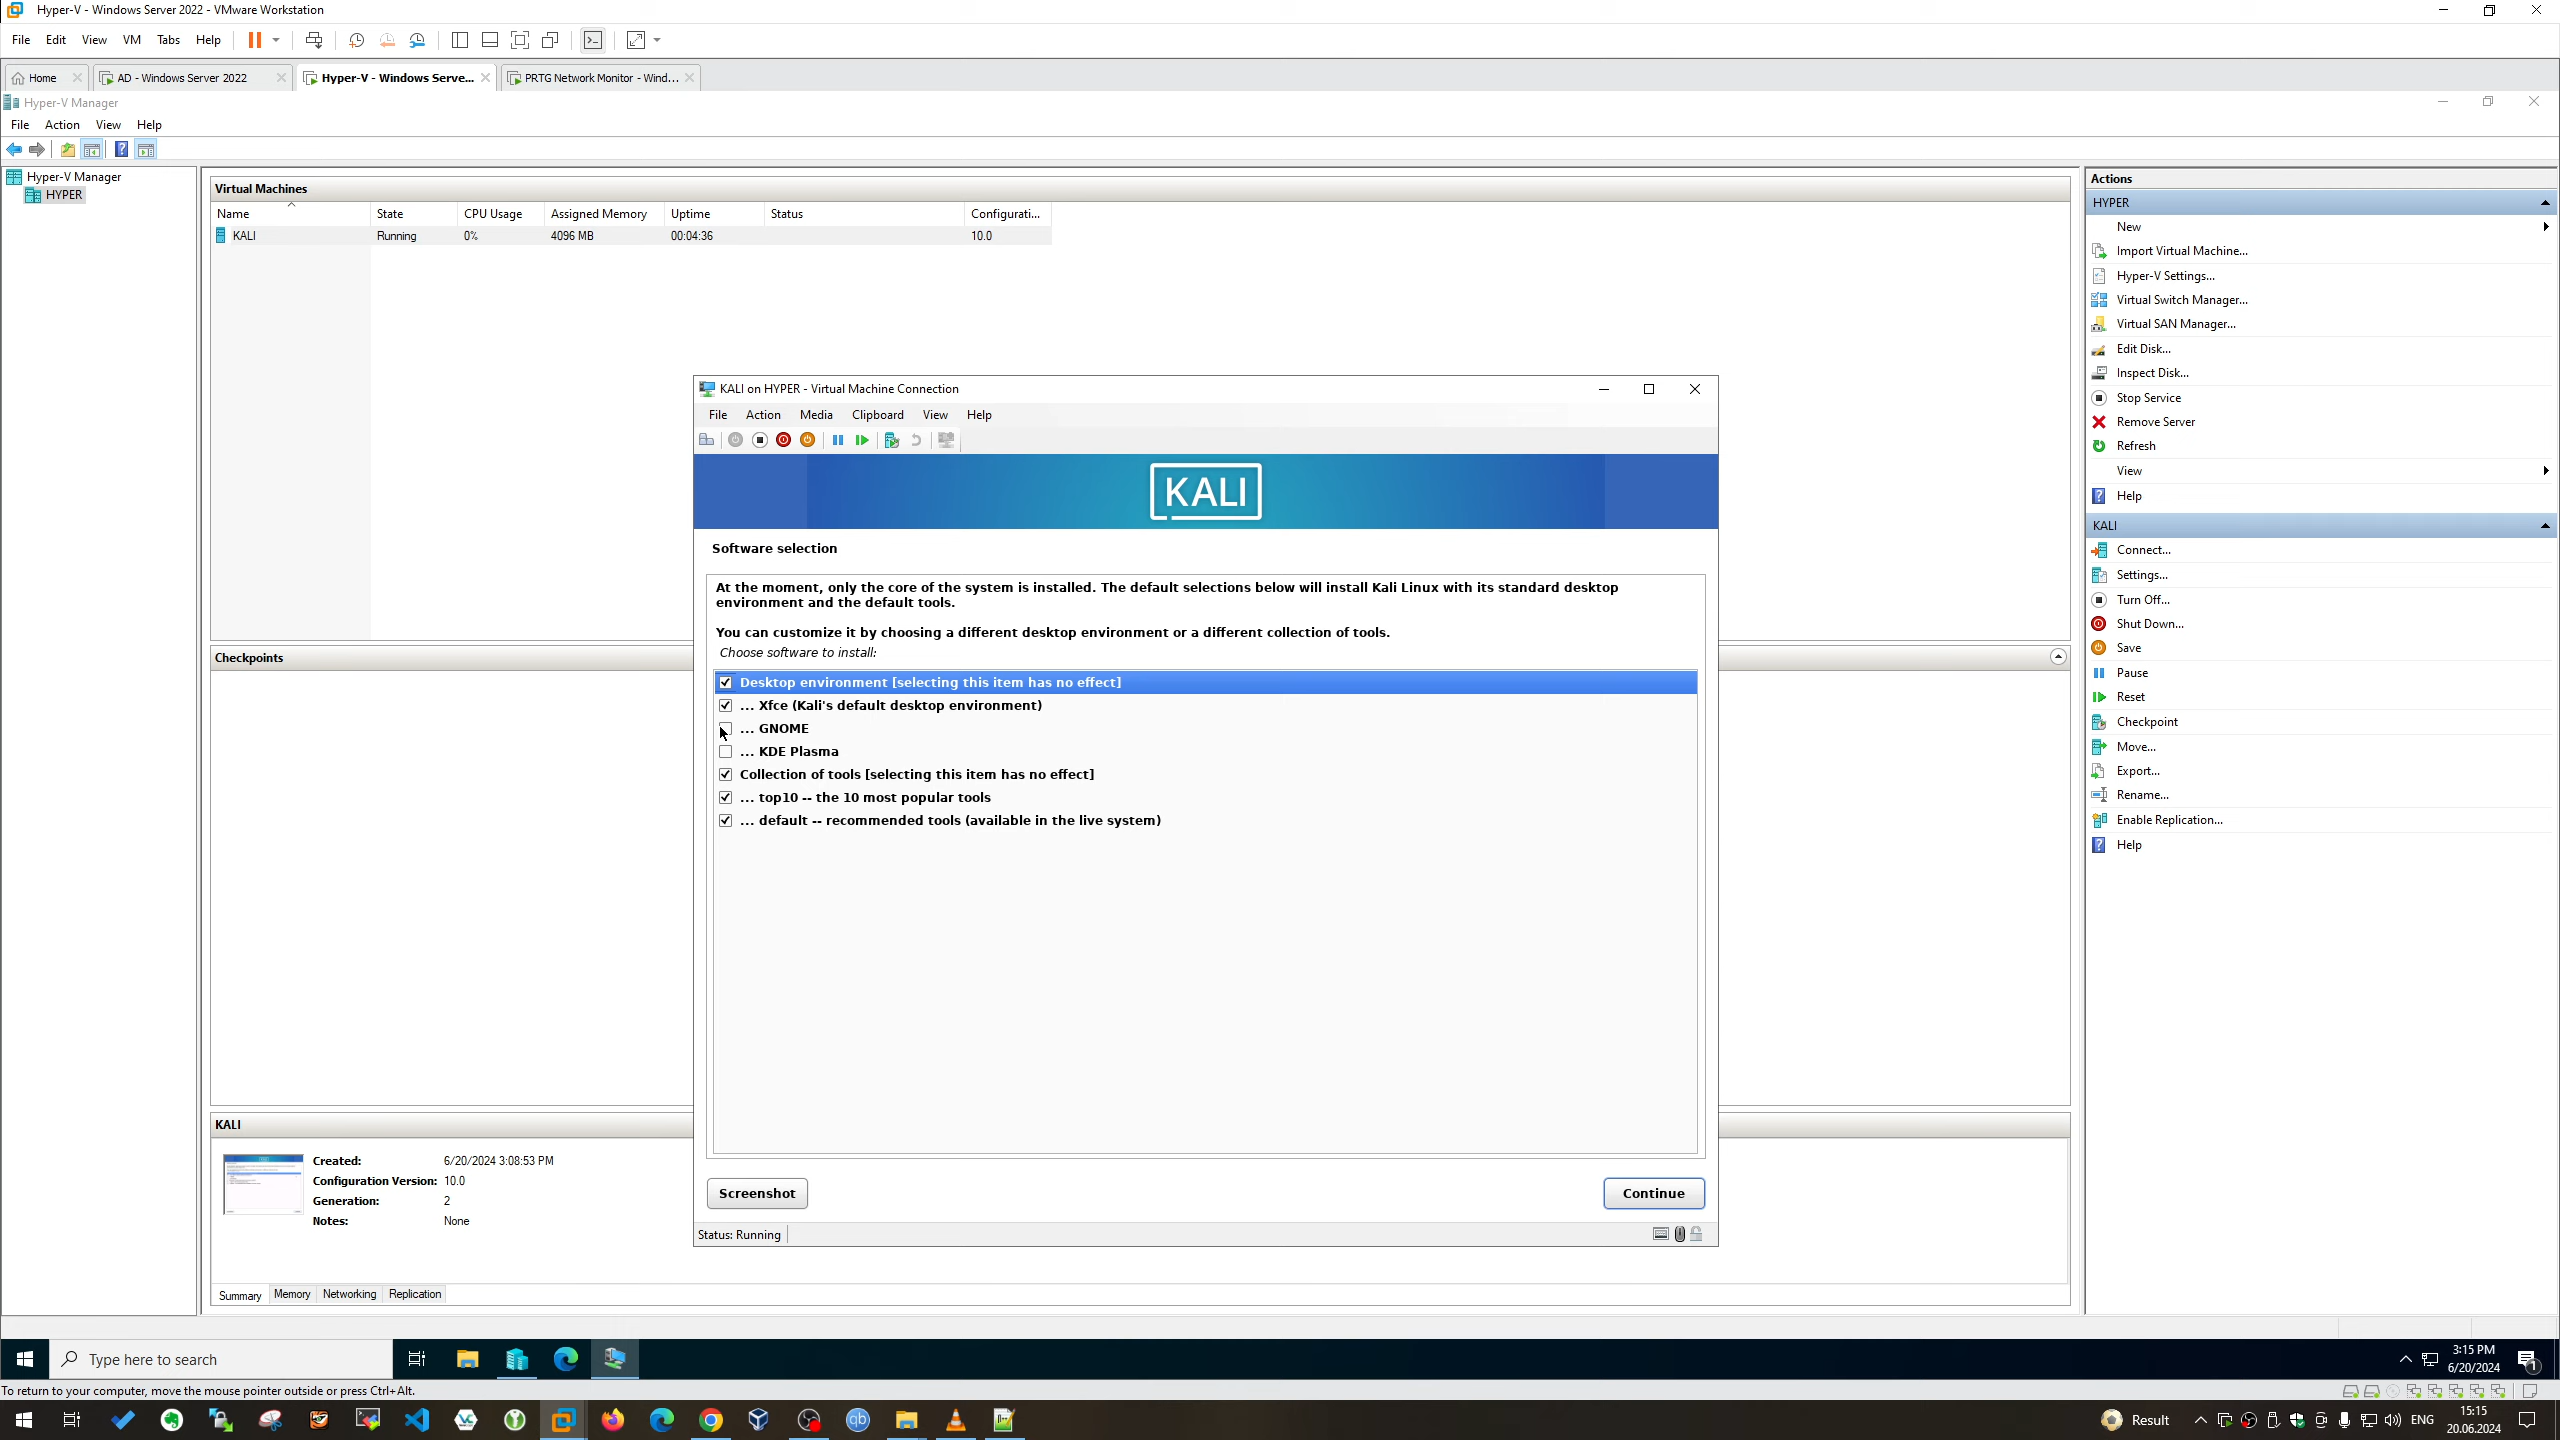 Hyper-V - Windows Server 2022 - VMware Workstation
File Edit View VM Tabs Help
Home AD - Windows Server 2022 Hyper-V - Windows Serve... PRTG Network Monitor - Wind...
Hyper-V Manager
File Action View Help
Hyper-V Manager
HYPER
Virtual Machines
Name State CPU Usage Assigned Memory Uptime Status Configurati...
KALI Running 0% 4096 MB 00:04:36 10.0
Checkpoints
KALI on HYPER - Virtual Machine Connection
File Action Media Clipboard View Help
KALI
Software selection
At the moment, only the core of the system is installed. The default selections below will install Kali Linux with its standard desktop
environment and the default tools.
You can customize it by choosing a different desktop environment or a different collection of tools.
Choose software to install:
Desktop environment [selecting this item has no effect]
... Xfce (Kali's default desktop environment)
... GNOME
... KDE Plasma
Collection of tools [selecting this item has no effect]
... top10 -- the 10 most popular tools
... default -- recommended tools (available in the live system)
Screenshot Continue
Status: Running
KALI
Created: 6/20/2024 3:08:53 PM
Configuration Version: 10.0
Generation: 2
Notes: None
Summary Memory Networking Replication
Actions
HYPER
New
Import Virtual Machine...
Hyper-V Settings...
Virtual Switch Manager...
Virtual SAN Manager...
Edit Disk...
Inspect Disk...
Stop Service
Remove Server
Refresh
View
Help
KALI
Connect...
Settings...
Turn Off...
Shut Down...
Save
Pause
Reset
Checkpoint
Move...
Export...
Rename...
Enable Replication...
Help
Type here to search
3:15 PM
6/20/2024
1
To return to your computer, move the mouse pointer outside or press Ctrl+Alt.
qb
Result
ENG
15:15
20.06.2024